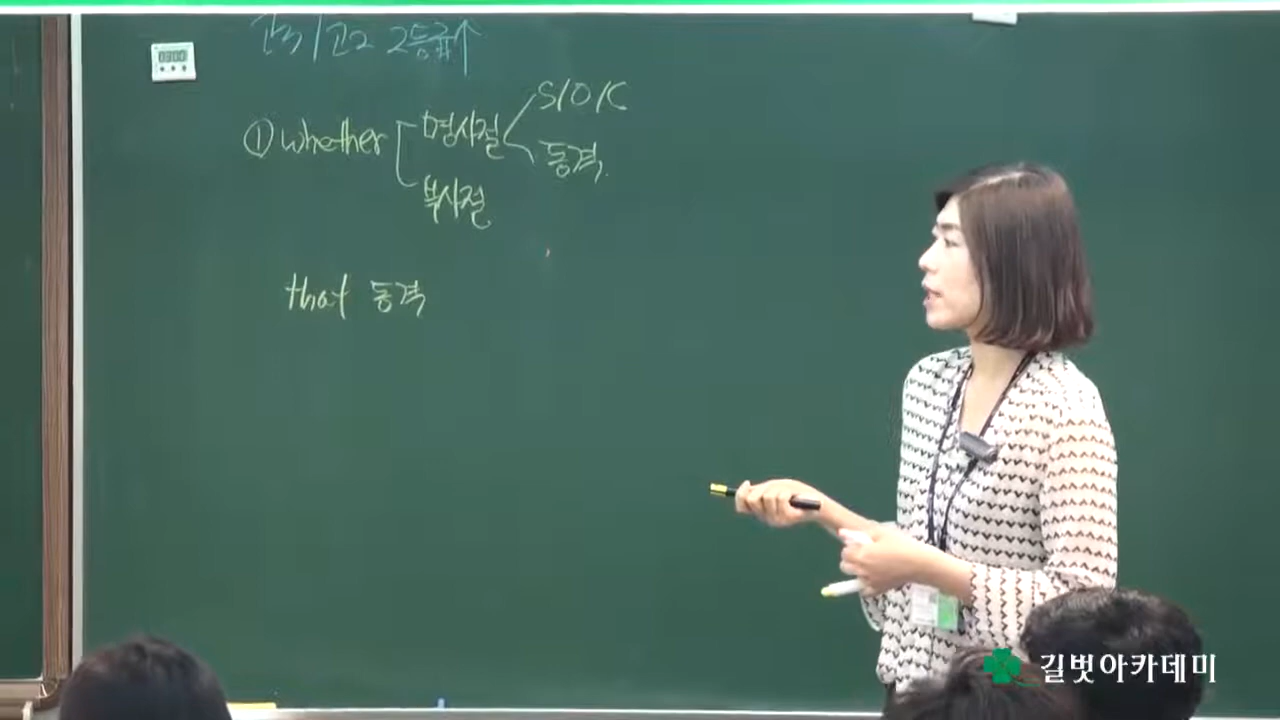 고3/고2 2등급↑
S/O/C
① whether 명사절
동격.
부사절
that 동격
길벗아카데미